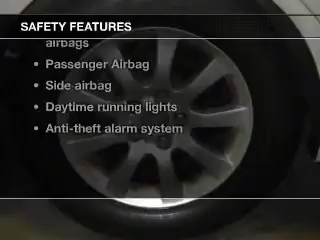 SAFETY FEATURES
airbags
• Passenger Airbag
• Side airbag
• Daytime running lights
• Anti-theft alarm system